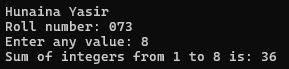 Hunaina Yasir
Roll number: 073
Enter any value: 8
Sum of integers from 1 to 8 is: 36